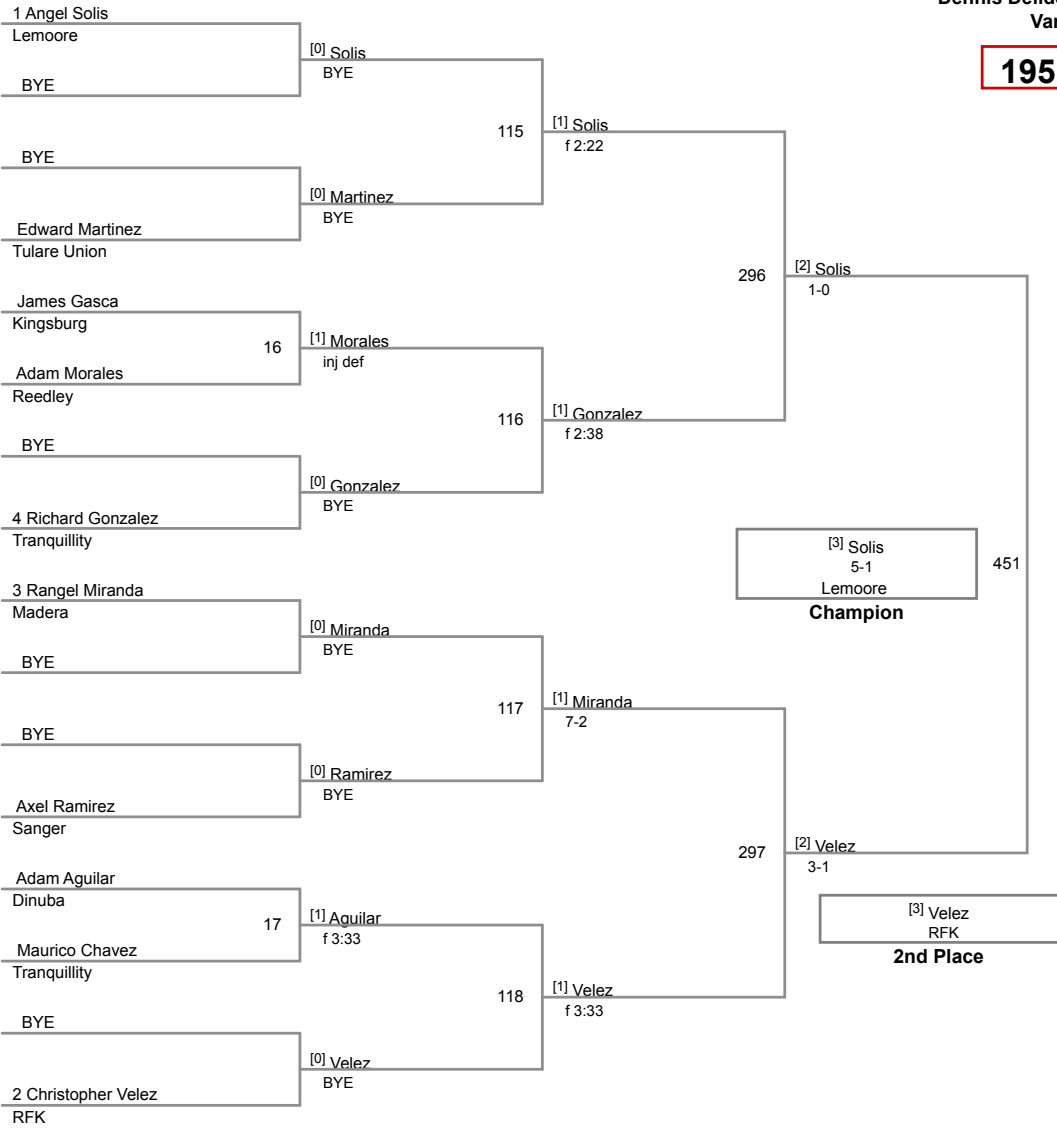 1 Angel Solis
Lemoore
BYE
BYE
Edward Martinez
Tulare Union
James Gasca
Kingsburg
16
Adam Morales
Reedley
BYE
4 Richard Gonzalez
Tranquillity
3 Rangel Miranda
Madera
BYE
BYE
Axel Ramirez
Sanger
Adam Aguilar
Dinuba
17
Maurico Chavez
Tranquillity
BYE
2 Christopher Velez
RFK
[0] Solis
BYE
115
[0] Martinez
BYE
[1] Morales
inj def
116
[0] Gonzalez
BYE
[0] Miranda
BYE
117
[0] Ramirez
BYE
[1] Aguilar
f 3:33
118
[0] Velez
BYE
[1] Solis
f 2:22
296
[1] Gonzalez
f 2:38
[1] Miranda
7-2
297
[1] Velez
f 3:33
[2] Solis
1-0
451
[2] Velez
3-1
[3] Solis
5-1
Lemoore
Champion
[3] Velez
RFK
2nd Place
Dennis
195